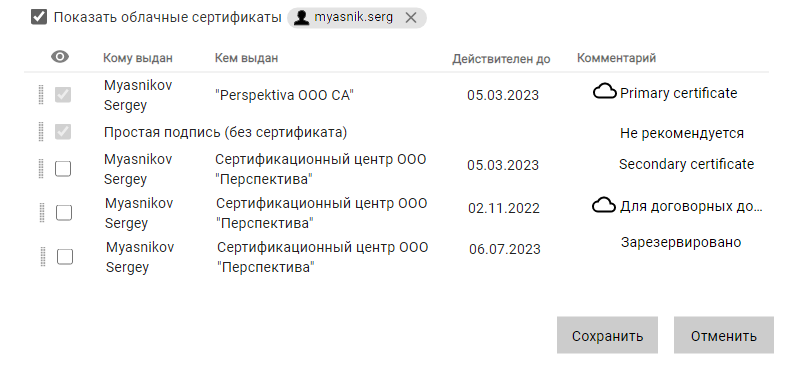 Показать облачные сертификаты myasnik.serg
Кому выдан Кем выдан Действителен до Комментарий
Myasnikov
Sergey
"Perspektiva OOO CA" 05.03.2023 Primary certificate
Простая подпись (без сертификата) Не рекомендуется
Myasnikov
Sergey
Сертификационный центр ООО
"Перспектива"
05.03.2023 Secondary certificate
Myasnikov
Sergey
Сертификационный центр ООО
"Перспектива"
02.11.2022 Для договорных до...
Myasnikov
Sergey
Сертификационный центр ООО
"Перспектива"
06.07.2023 Зарезервировано
Сохранить Отменить